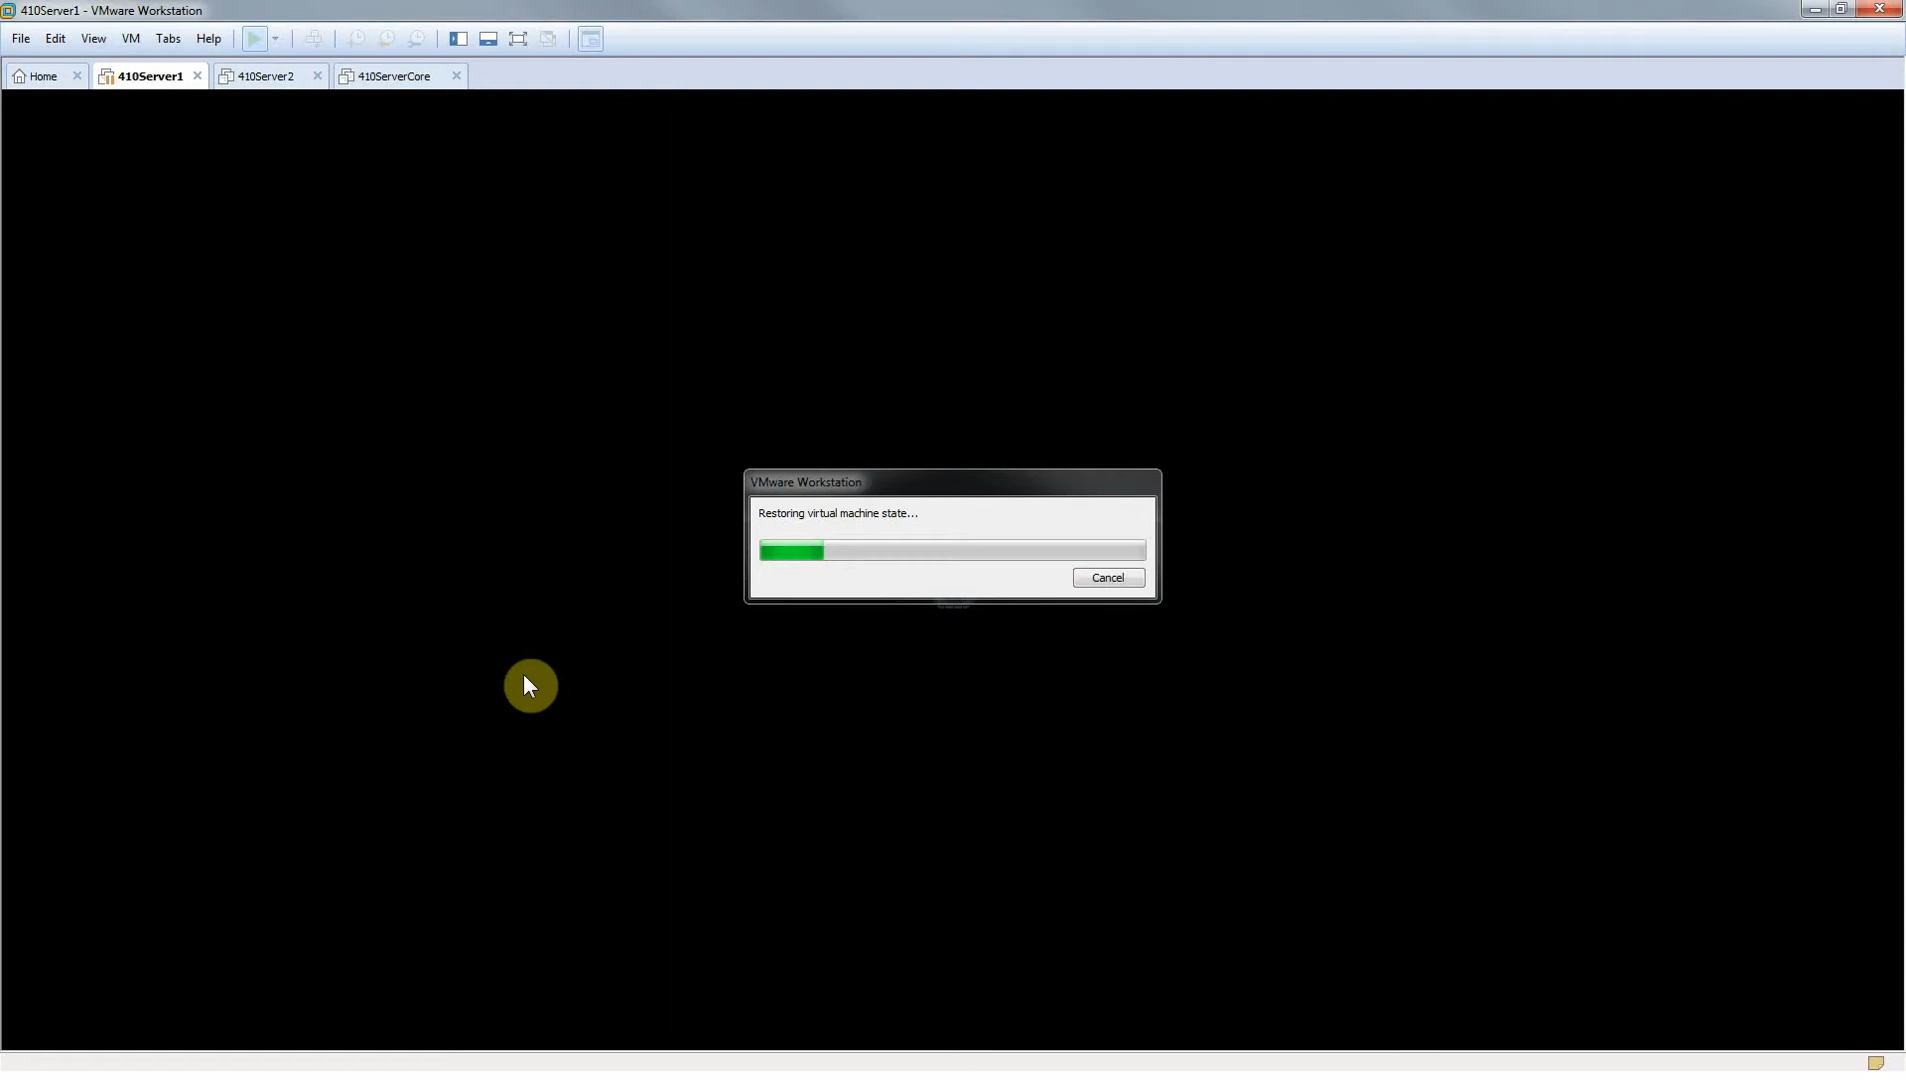 410Server1 - VMware Workstation
File Edit View VM Tabs Help
Home 410Server1 410Server2 410ServerCore
VMware Workstation
Restoring virtual machine state...
Cancel